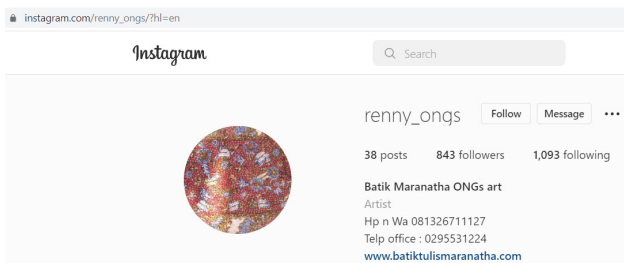 instagram.com/renny_ongs/?hl=en
Instagram
Search
renny_ongs Follow Message
38 posts 843 followers 1,093 following
Batik Maranatha ONGs art
Artist
Hp n Wa 081326711127
Telp office : 0295531224
www.batiktulismaranatha.com